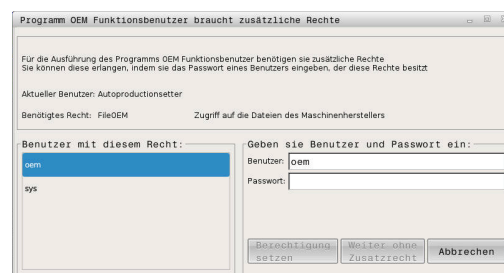 Programm OEM Funktionsbenutzer braucht zusätzliche Rechte
Für die Ausführung des Programms OEM Funktionsbenutzer benötigen sie zusätzliche Rechte
Sie können diese erlangen, indem sie das Passwort eines Benutzers eingeben, der diese Rechte besitzt
Aktueller Benutzer: Autoproductionsetter
Benötigtes Recht: FileOEM Zugriff auf die Dateien des Maschinenherstellers
Benutzer mit diesem Recht:
oem
sys
Geben sie Benutzer und Passwort ein:
Benutzer: oem
Passwort:
Berechtigung setzen
Weiter ohne Zusatzrecht
Abbrechen